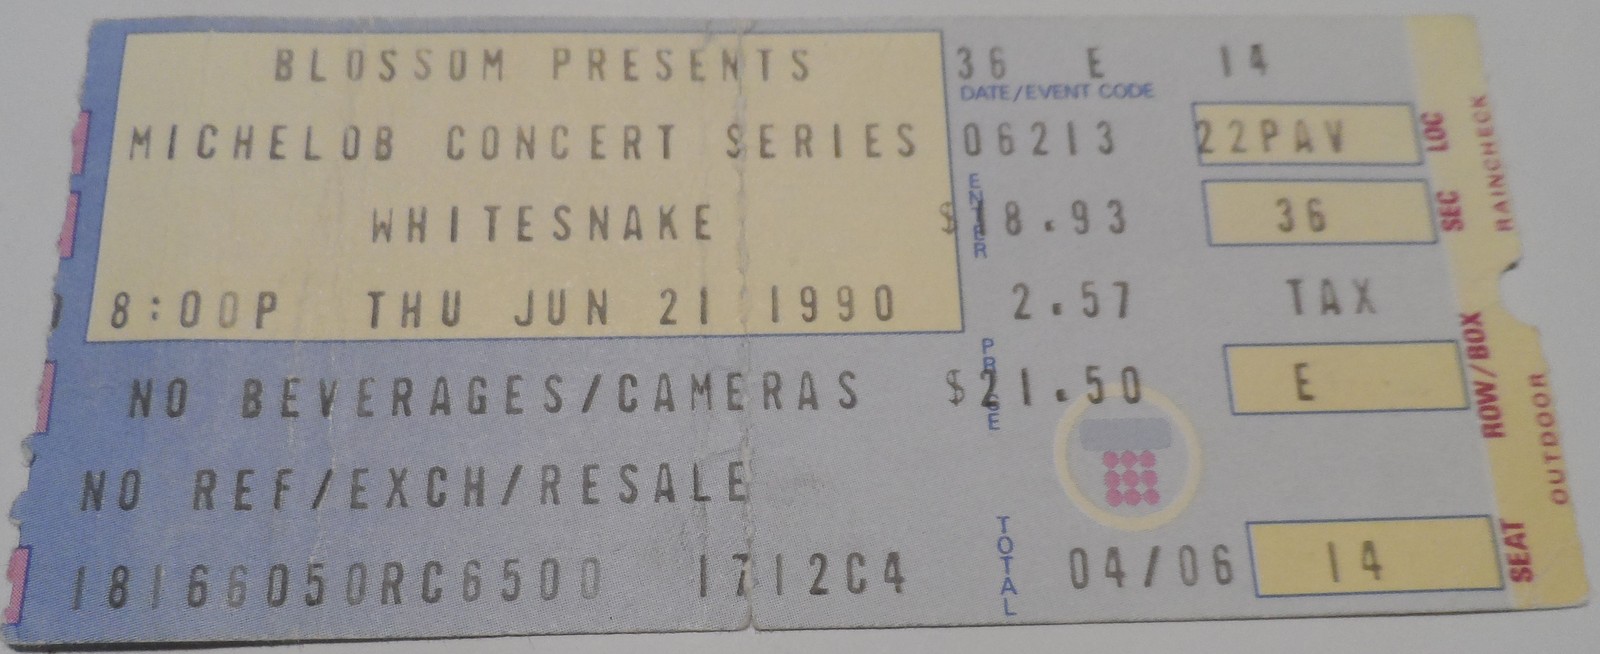 BLOSSOM PRESENTS
MICHELOB CONCERT SERIES
WHITESNAKE
8:00P THU JUN 21 1990
NO BEVERAGES/CAMERAS
NO REF/EXCH/RESALE
18166050RC6500 1712C4
36 E 14
DATE/EVENT CODE
06213 22PAV LOC
$18.93 36 SEC
2.57 TAX
$21.50 E ROW/BOX
TOTAL
04/06 14 SEAT
RAINCHECK
OUTDOOR